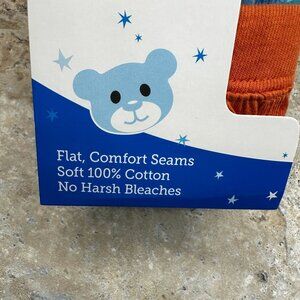 Flat, Comfort Seams
Soft 100% Cotton
No Harsh Bleaches